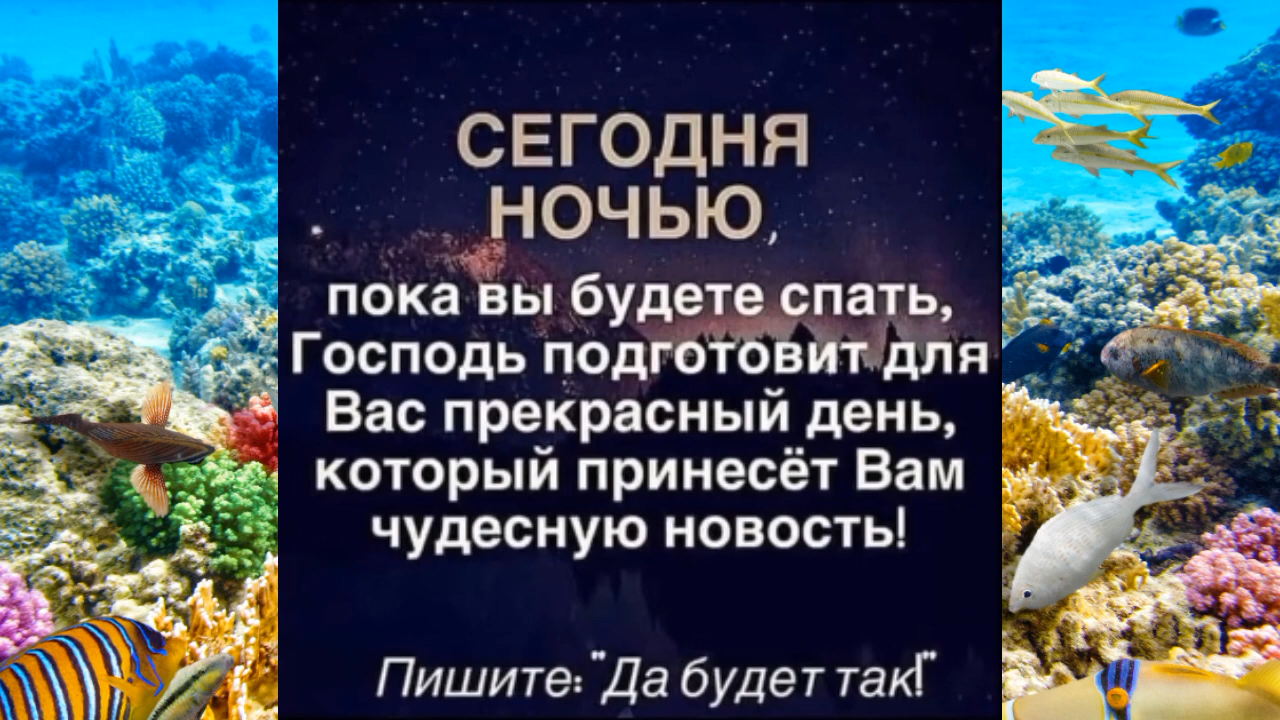 СЕГОДНЯ
НОЧЬЮ,
пока вы будете спать,
Господь подготовит для
Вас прекрасный день,
который принесёт Вам
чудесную новость!
Пишите: "Да будет так!"